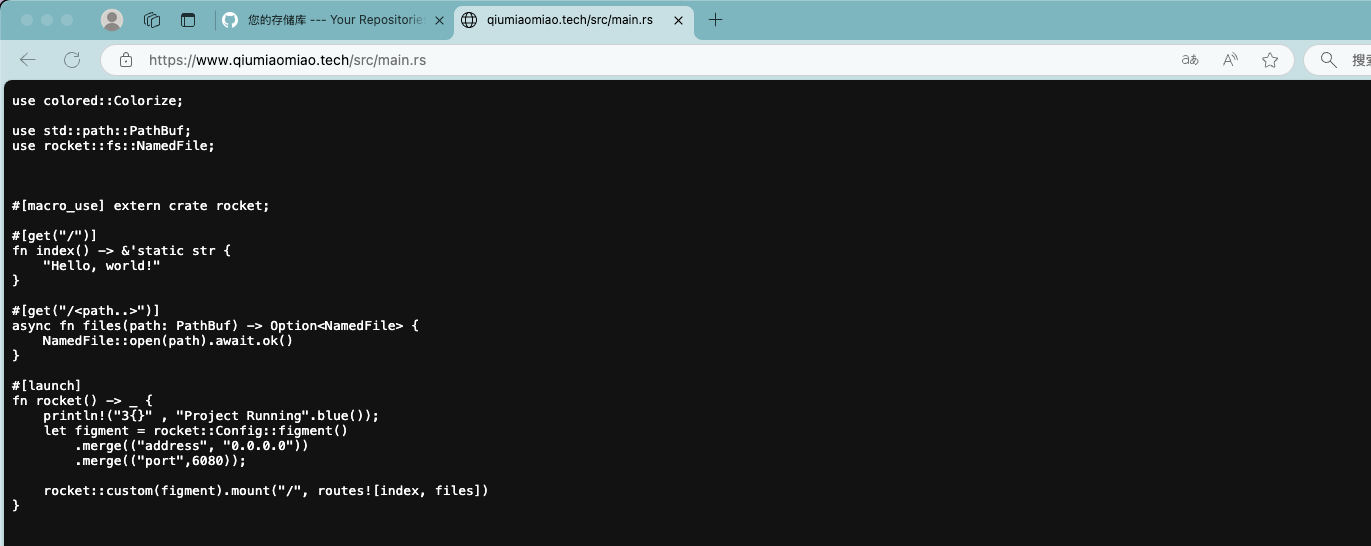 您的存储库 --- Your Repositories
qiumiaomiao.tech/src/main.rs
https://www.qiumiaomiao.tech/src/main.rs
aあ
A
搜索
use colored::Colorize;
use std::path::PathBuf;
use rocket::fs::NamedFile;
#[macro_use] extern crate rocket;
#[get("/")]
fn index() -> &'static str {
"Hello, world!"
}
#[get("/<path..>")]
async fn files(path: PathBuf) -> Option<NamedFile> {
NamedFile::open(path).await.ok()
}
#[launch]
fn rocket() -> _ {
println!("3{}" , "Project Running".blue());
let figment = rocket::Config::figment()
.merge(("address", "0.0.0.0"))
.merge(("port",6080));
rocket::custom(figment).mount("/", routes![index, files])
}